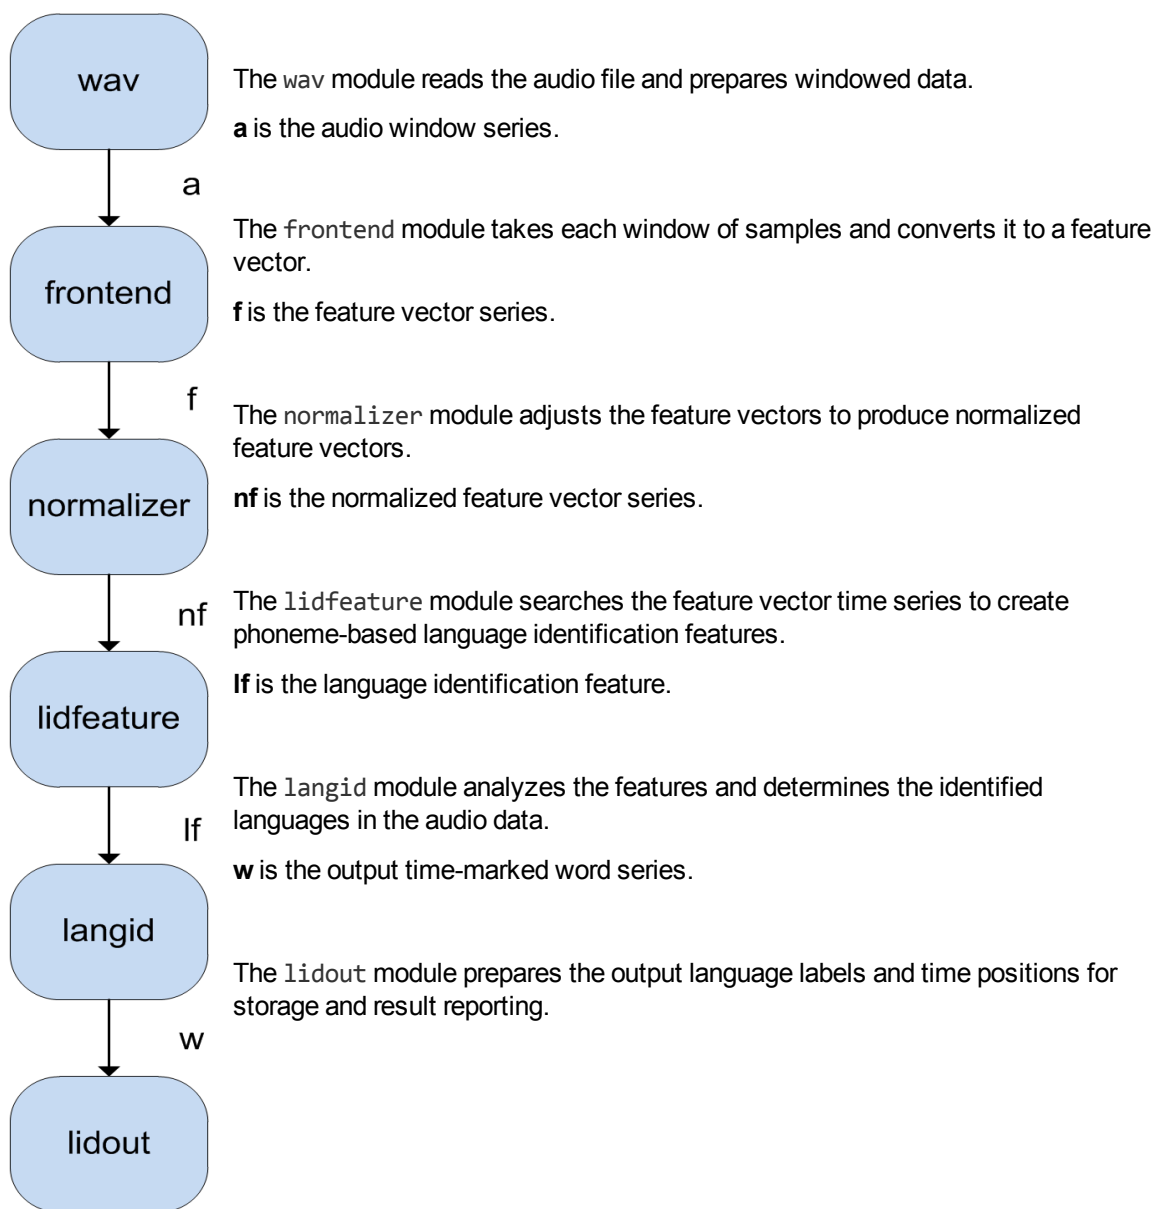 wav
The wav module reads the audio file and prepares windowed data.
a is the audio window series.
a
The frontend module takes each window of samples and converts it to a feature
vector.
frontend
f is the feature vector series.
f
The normalizer module adjusts the feature vectors to produce normalized
feature vectors.
normalizer
nf is the normalized feature vector series.
nf
The lidfeature module searches the feature vector time series to create
phoneme-based language identification features.
lidfeature
lf is the language identification feature.
lf
The langid module analyzes the features and determines the identified
languages in the audio data.
w is the output time-marked word series.
langid
The lidout module prepares the output language labels and time positions for
storage and result reporting.
w
lidout